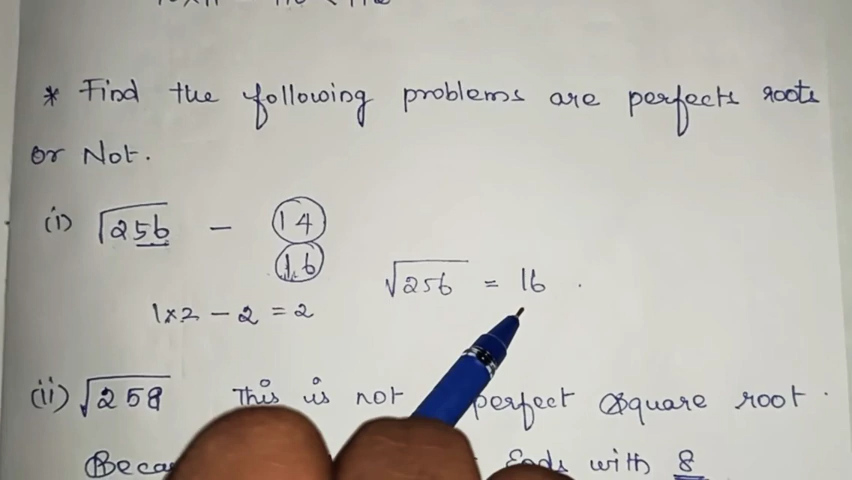 * Find the following problems are perfects roots
or Not.
(i) √256 - 14
16
√256 = 16.
1×2 - 2 = 2
(ii) √258 This is not perfect Square root.
Ends with 8